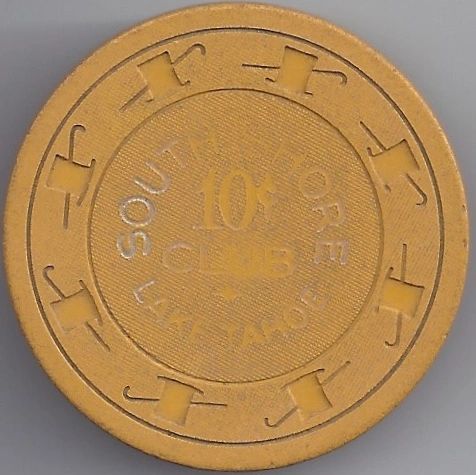 SOUTH SHORE
10¢
CLUB
LAKE TAHOE